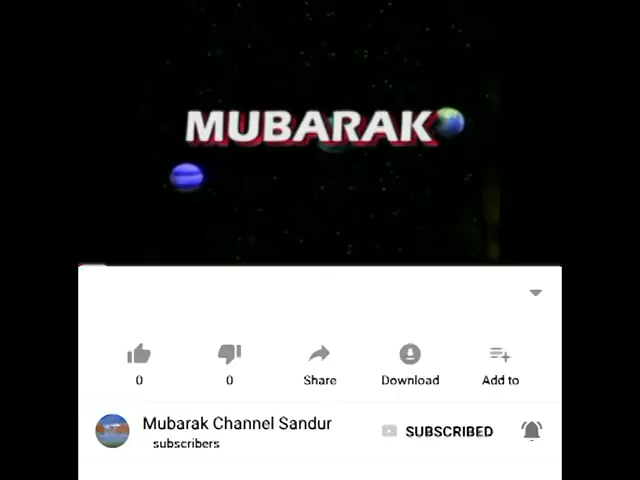 MUBARAK
0 0 Share Download Add to
Mubarak Channel Sandur
subscribers
SUBSCRIBED